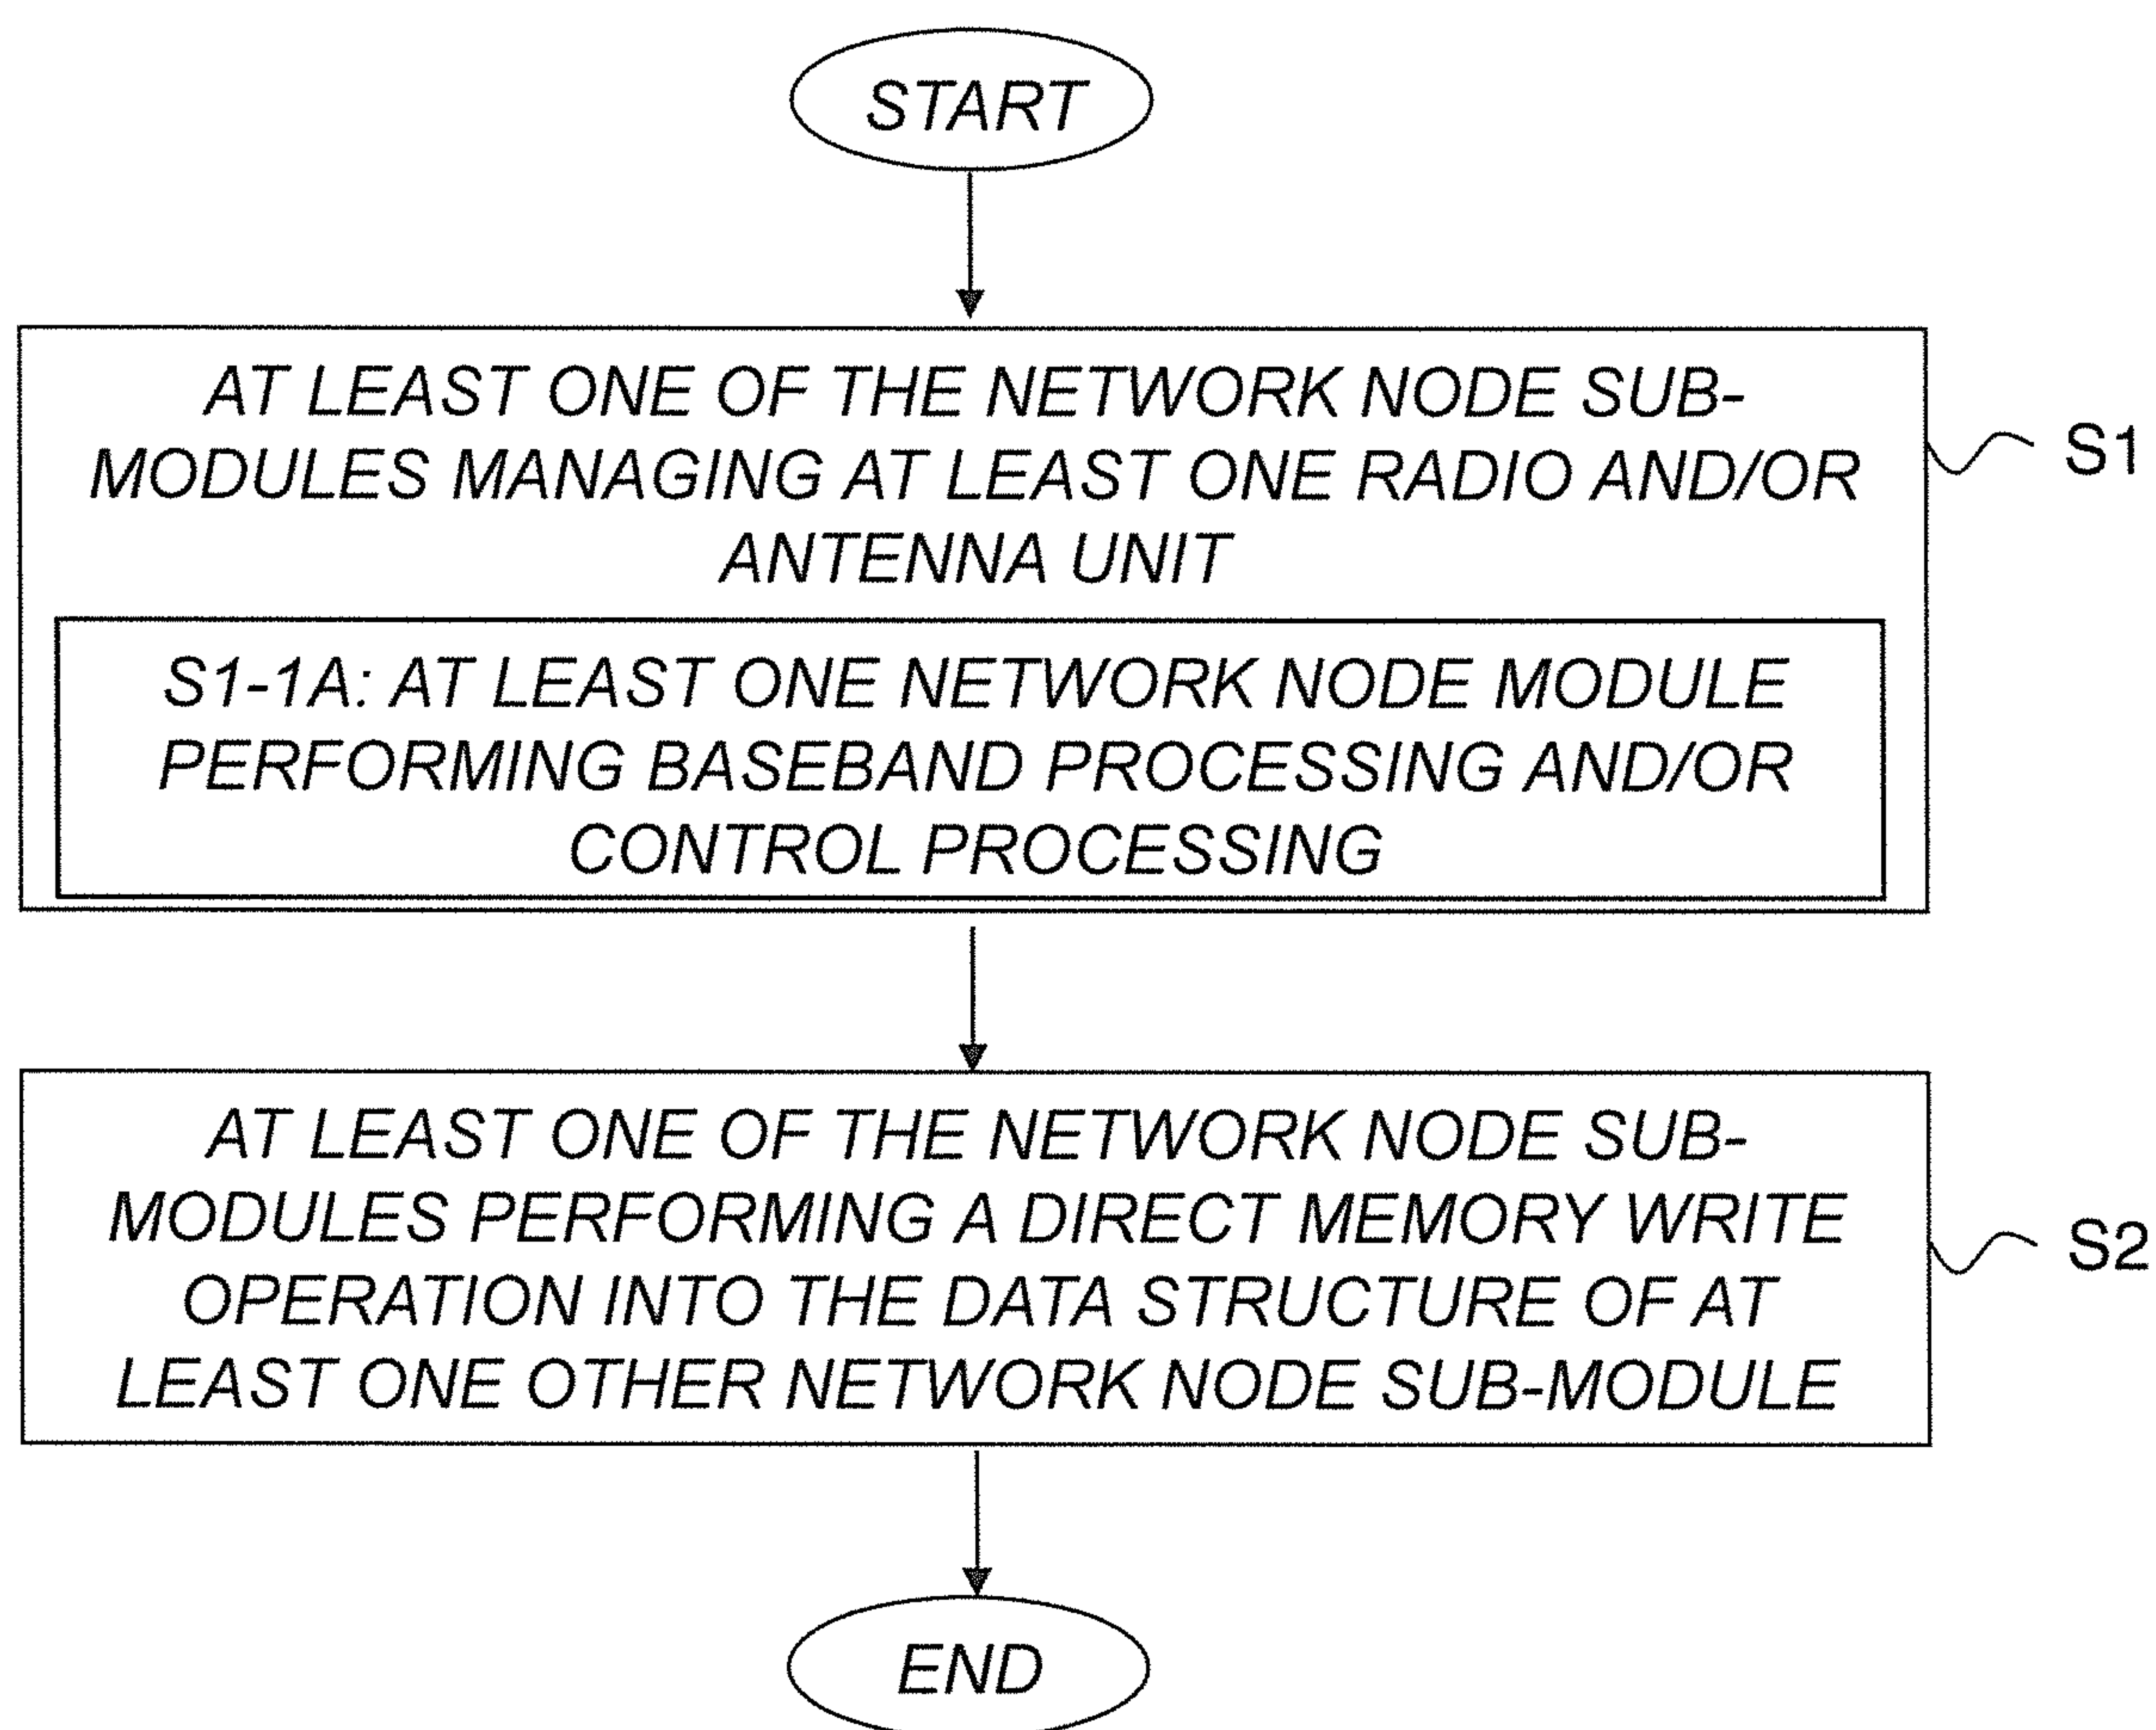 START
AT LEAST ONE OF THE NETWORK NODE SUB-
MODULES MANAGING AT LEAST ONE RADIO AND/OR
ANTENNA UNIT
S1
S1-1A: AT LEAST ONE NETWORK NODE MODULE
PERFORMING BASEBAND PROCESSING AND/OR
CONTROL PROCESSING
AT LEAST ONE OF THE NETWORK NODE SUB-
MODULES PERFORMING A DIRECT MEMORY WRITE
OPERATION INTO THE DATA STRUCTURE OF AT
LEAST ONE OTHER NETWORK NODE SUB-MODULE
S2
END